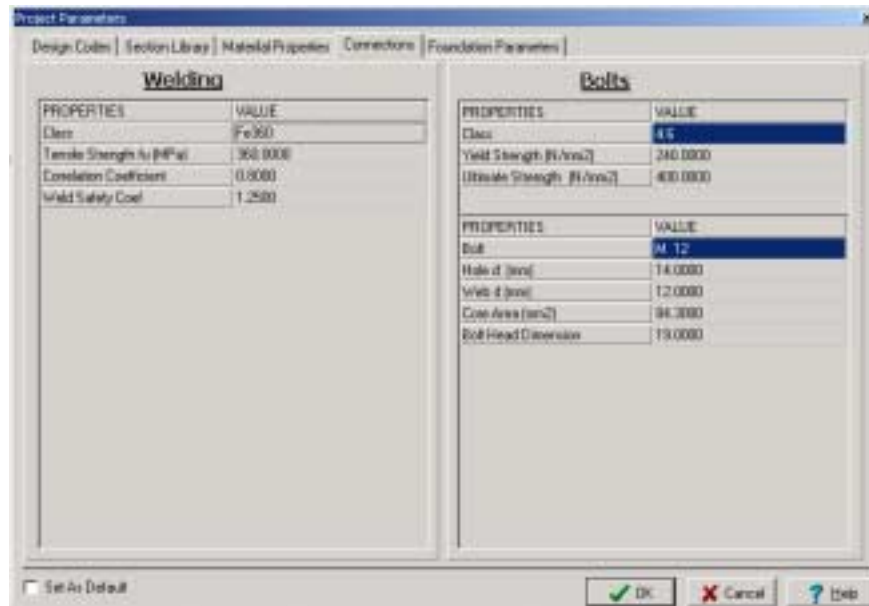 Project Parameters
Design Codes Section Library Material Properties Connections Foundation Parameters
Welding
PROPERTIES VALUE
Class Fe360
Tensile Strength fu (MPa) 360.0000
Correlation Coefficient 0.8000
Weld Safety Coef 1.2500
Bolts
PROPERTIES VALUE
Class 4.6
Yield Strength (N/mm2) 240.0000
Ultimate Strength (N/mm2) 400.0000
PROPERTIES VALUE
Bolt M 12
Hole d (mm) 14.0000
d (mm) 12.0000
Core Area (mm2) 84.3000
Bolt Head Dimension 19.0000
Set As Default
OK Cancel Help